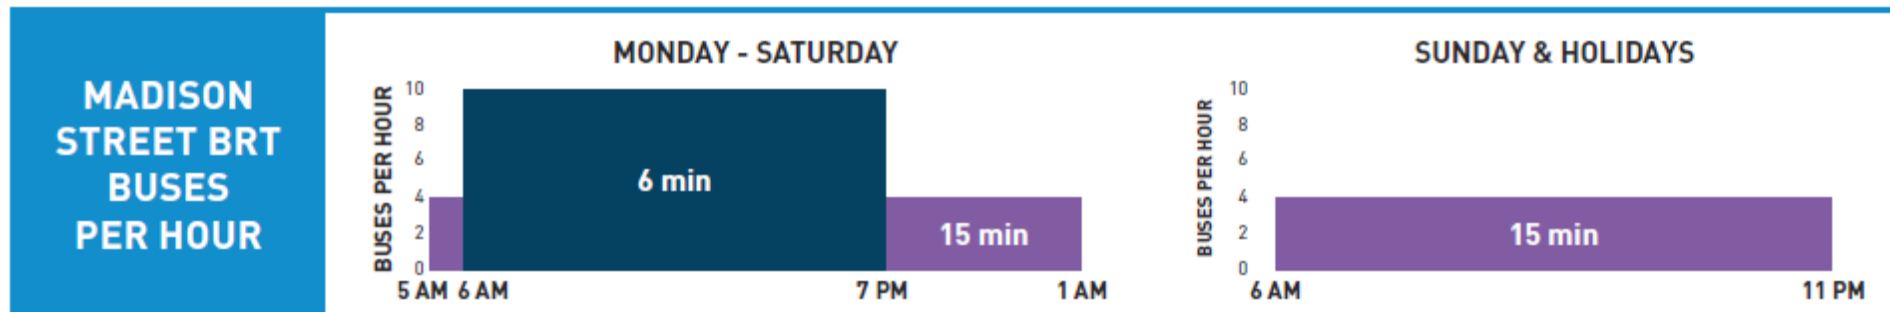 MADISON
STREET BRT
BUSES
PER HOUR
MONDAY - SATURDAY
BUSES PER HOUR
10
8
6
4
2
0
6 min
15 min
5 AM 6 AM 7 PM 1 AM
SUNDAY & HOLIDAYS
BUSES PER HOUR
10
8
6
4
2
0
15 min
6 AM 11 PM